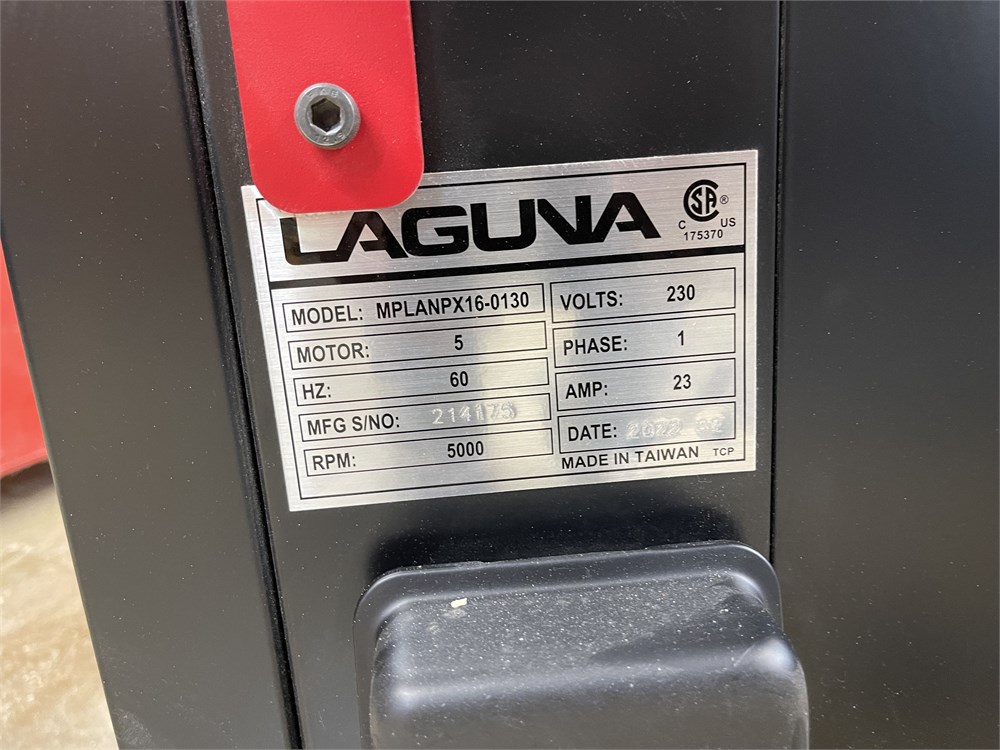 LAGUNA
CSA ®
C US
175370
MODEL: MPLANPX16-0130
MOTOR: 5
HZ: 60
MFG S/NO:
RPM: 5000
VOLTS: 230
PHASE: 1
AMP: 23
DATE:
MADE IN TAIWAN TCP